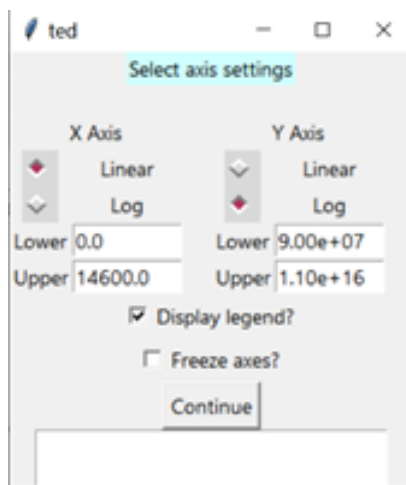 ted
Select axis settings
X Axis Y Axis
Linear Linear
Log Log
Lower 0.0 Lower 9.00e+07
Upper 14600.0 Upper 1.10e+16
Display legend?
Freeze axes?
Continue